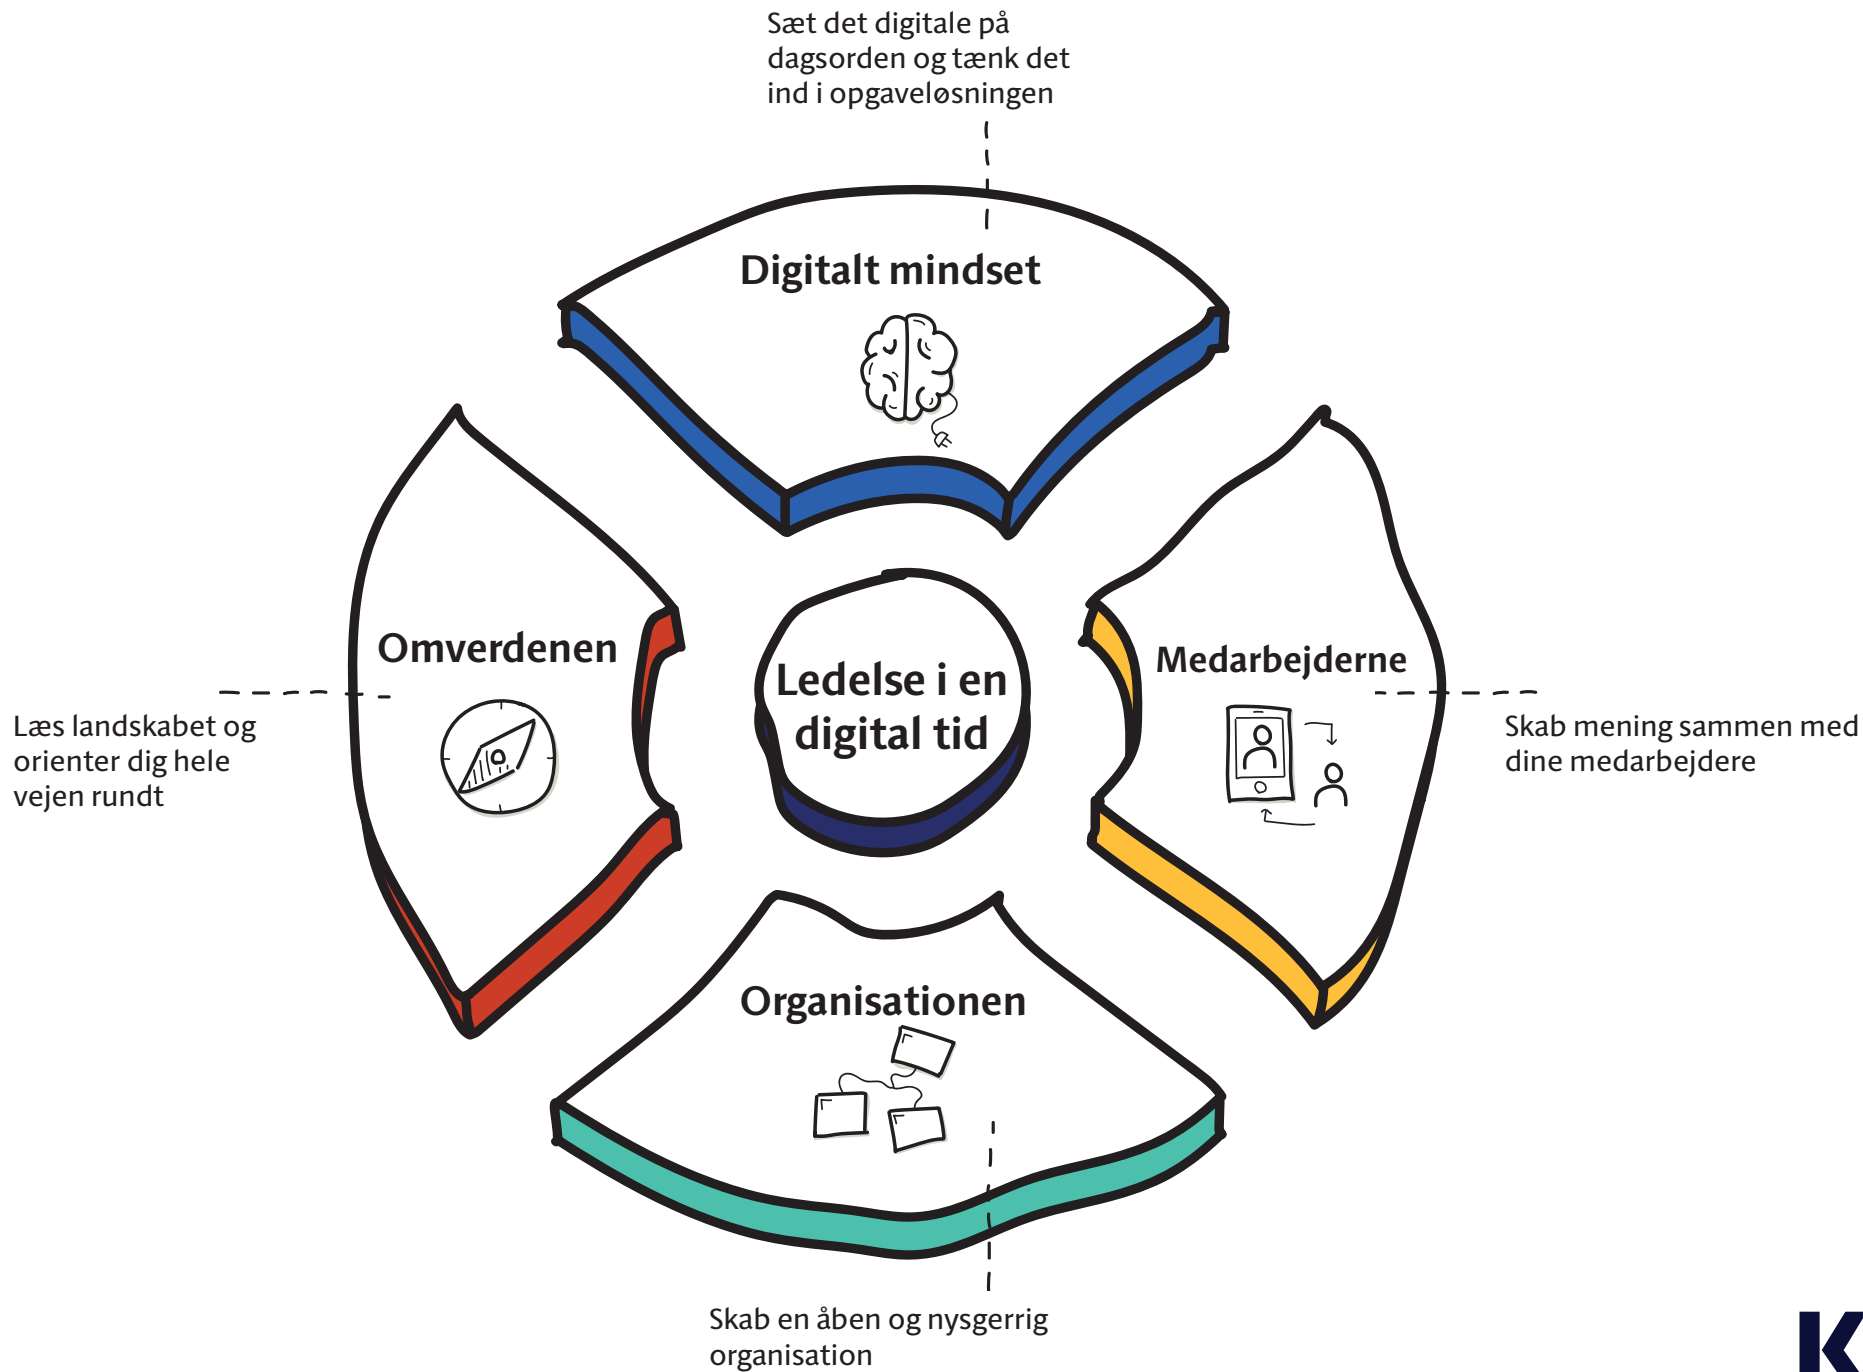 Sæt det digitale på
dagsorden og tænk det
ind i opgaveløsningen
Digitalt mindset
Omverdenen
Læs landskabet og
orienter dig hele
vejen rundt
Ledelse i en
digital tid
Medarbejderne
Skab mening sammen med
dine medarbejdere
Organisationen
Skab en åben og nysgerrig
organisation
K